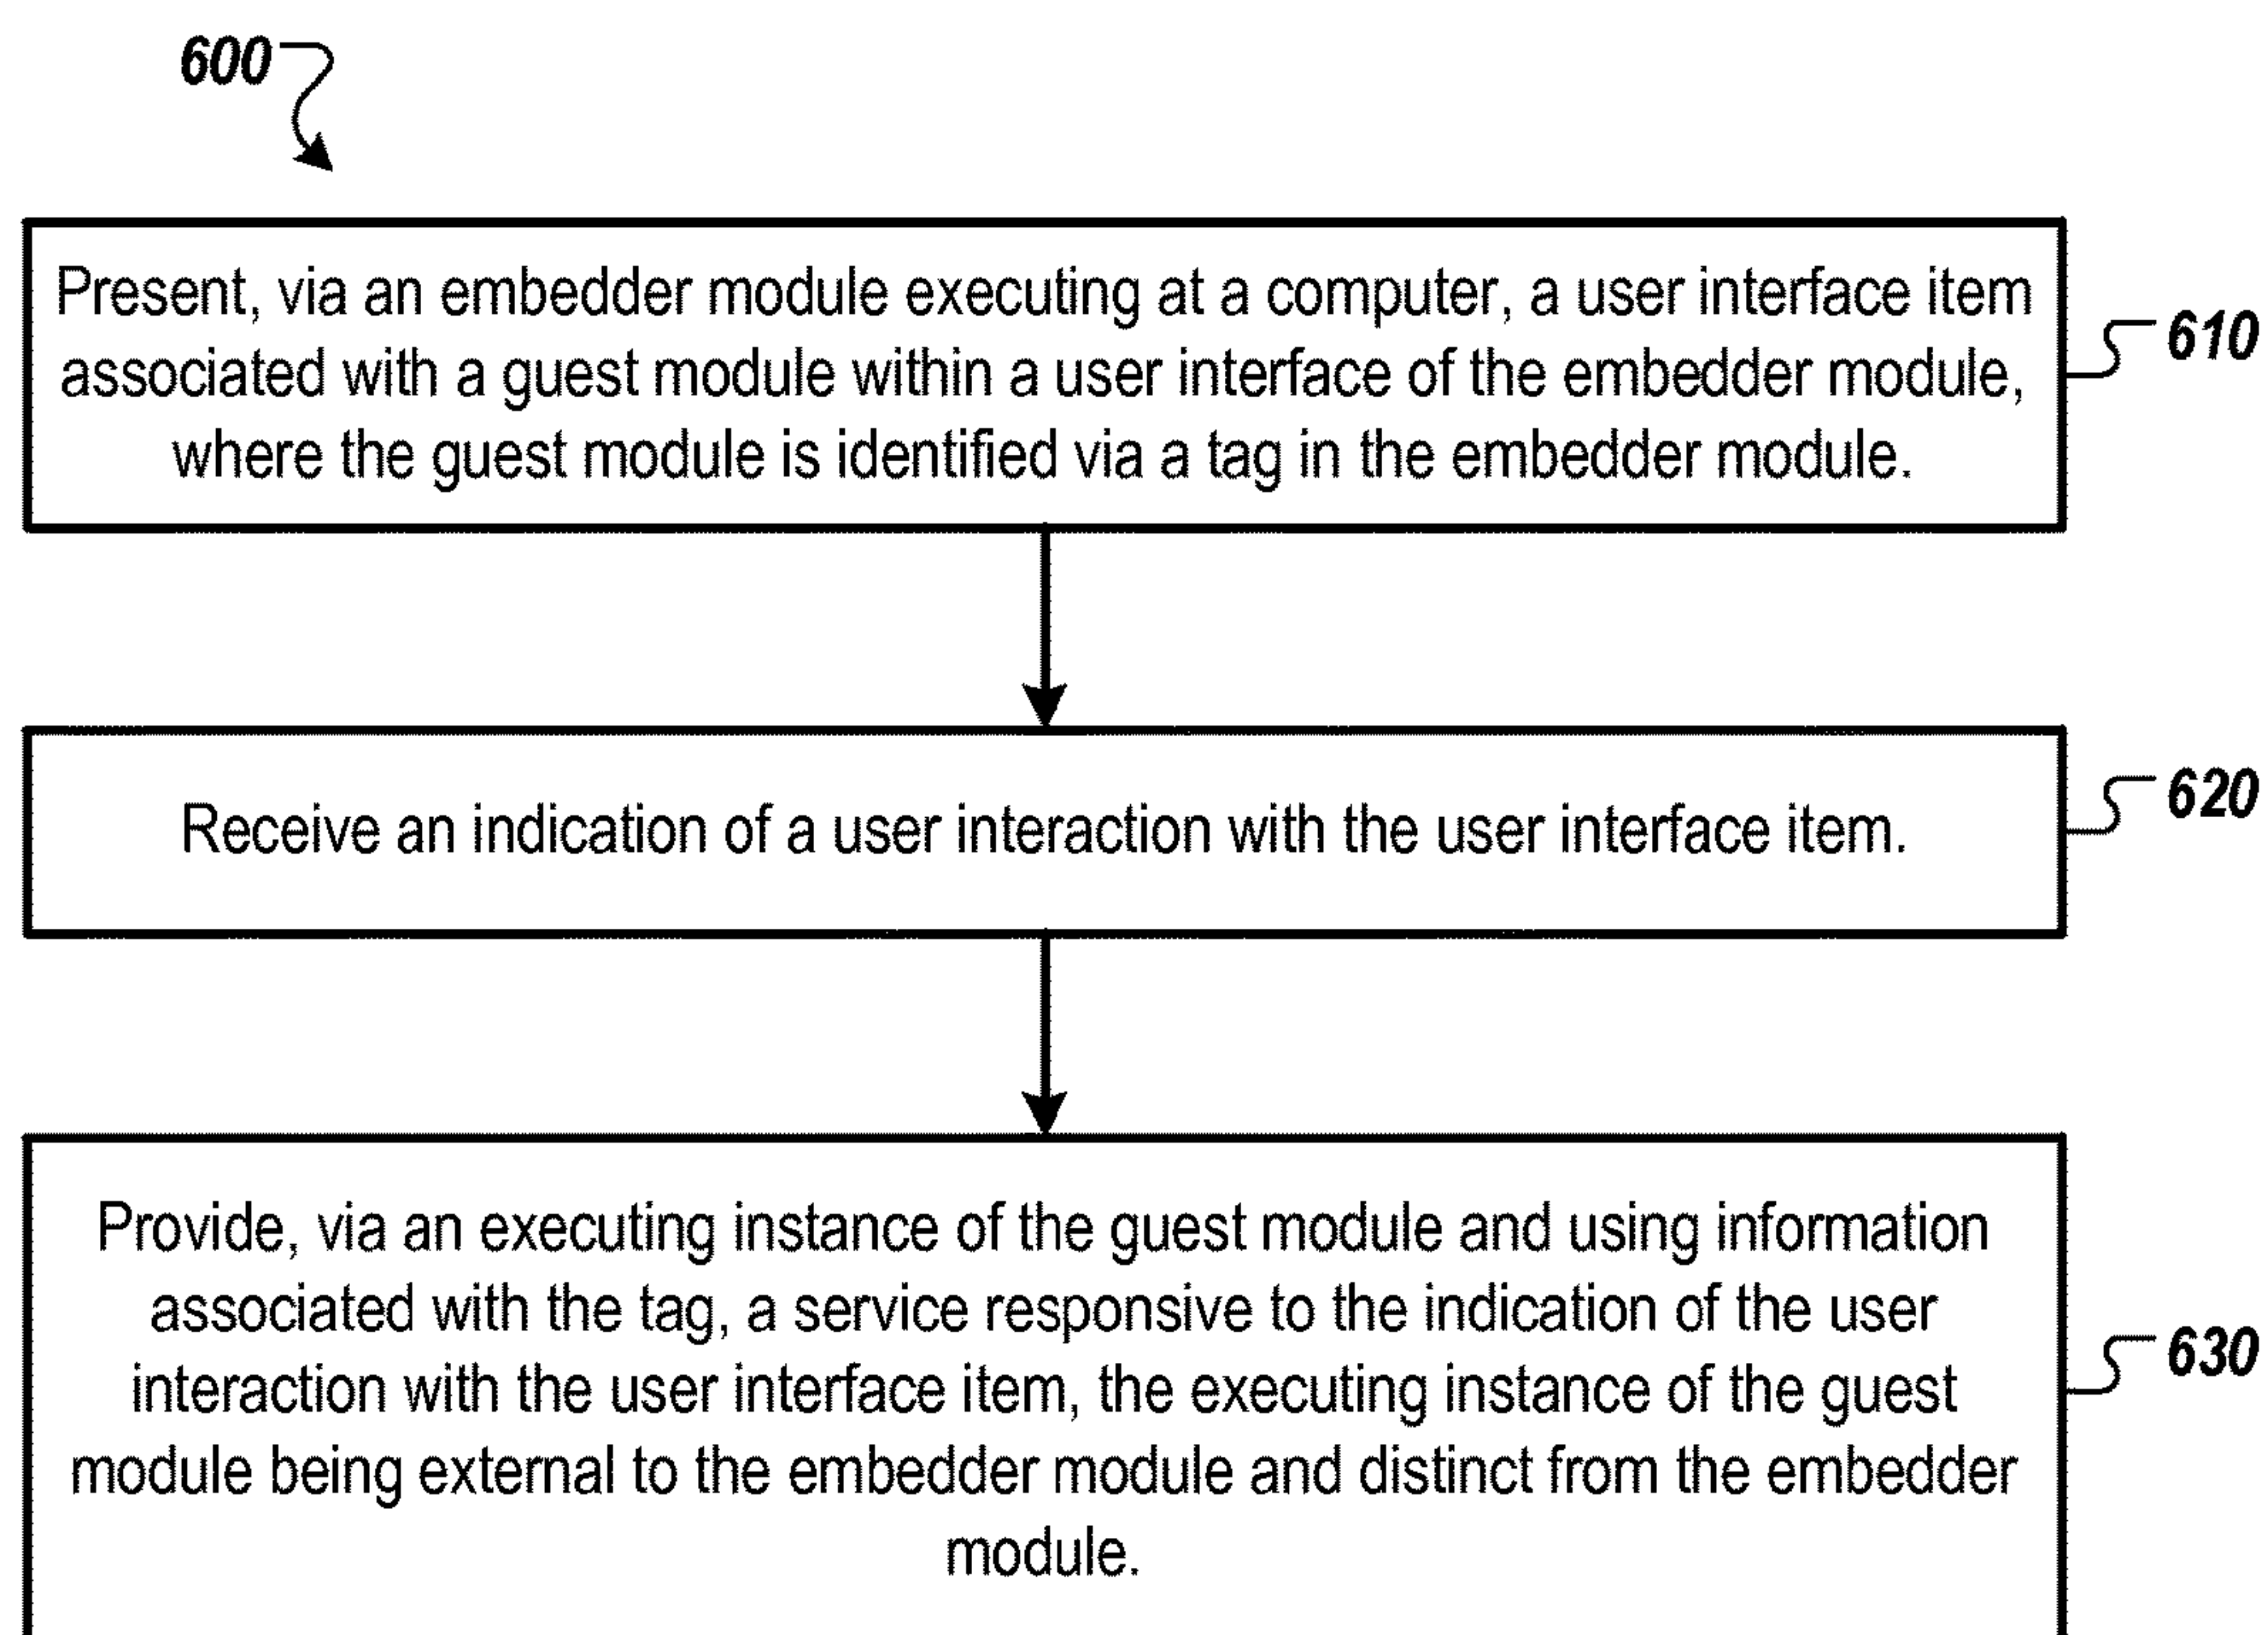 600
Present, via an embedder module executing at a computer, a user interface item
associated with a guest module within a user interface of the embedder module,
where the guest module is identified via a tag in the embedder module.
610
Receive an indication of a user interaction with the user interface item.
620
Provide, via an executing instance of the guest module and using information
associated with the tag, a service responsive to the indication of the user
interaction with the user interface item, the executing instance of the guest
module being external to the embedder module and distinct from the embedder
module.
630